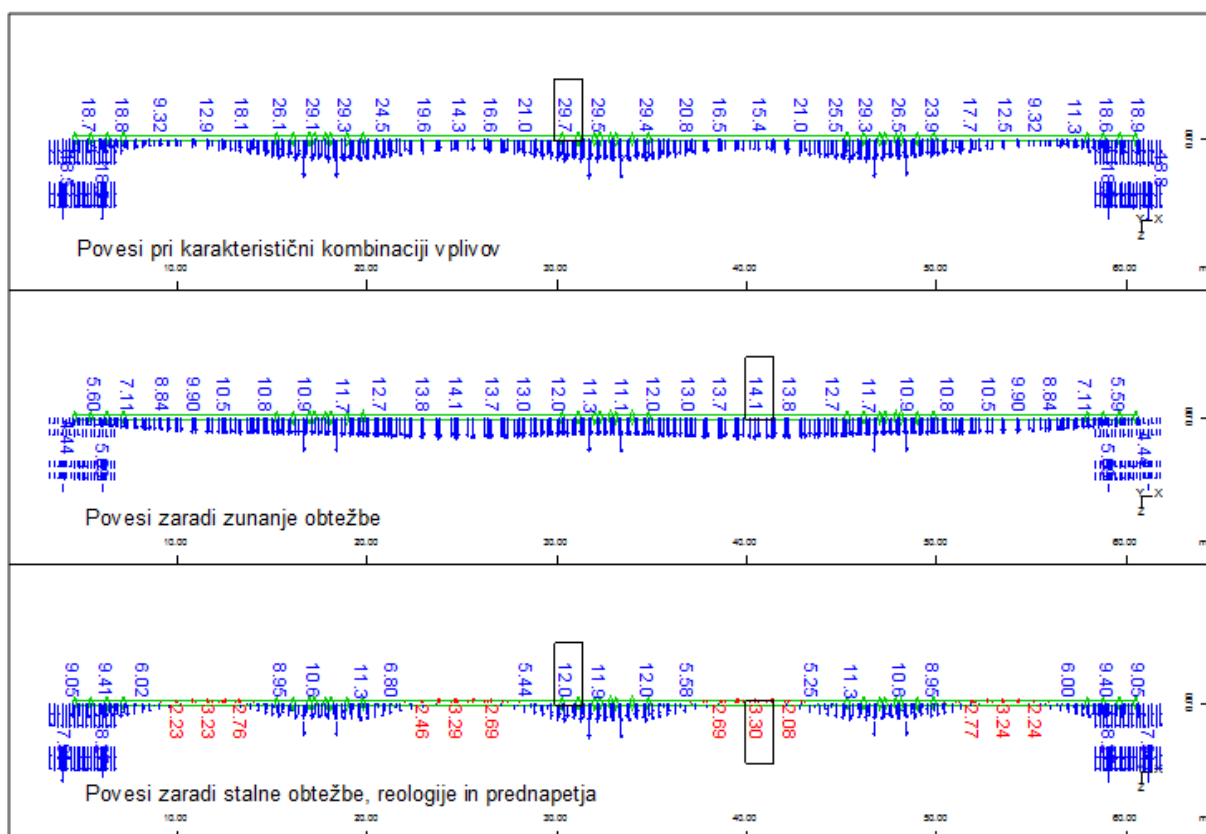 18.7 18.8 9.32 12.9 18.1 26.1 29.1 29.3 24.5 19.6 14.3 16.6 21.0 29.7 29.5 29.4 20.8 16.5 15.4 21.0 25.5 29.3 26.5 23.9 17.7 12.5 9.32 11.3 18.6 18.9
18.8
Y X
Z
Povesi pri karakteristični kombinaciji vplivov
10.00 20.00 30.00 40.00 50.00 60.00 m
5.60 7.11 8.84 9.90 10.5 10.8 10.9 11.7 12.7 13.8 14.1 13.7 13.0 12.0 11.3 11.1 12.0 13.0 13.7 14.1 13.8 12.7 11.7 10.9 10.8 10.5 9.90 8.84 7.11 5.59
Y X
Z
Povesi zaradi zunanje obtežbe
10.00 20.00 30.00 40.00 50.00 60.00 m
9.05 9.41 6.02 8.95 10.6 11.3 6.80 5.44 12.0 11.9 12.0 5.58 5.25 11.3 10.6 8.95 6.00 9.40 9.05
2.23 3.23 2.76 2.46 3.29 2.69 2.69 3.30 2.08 2.77 3.24 2.24
X
Z
Povesi zaradi stalne obtežbe, reologije in prednapetja
10.00 20.00 30.00 40.00 50.00 60.00 m